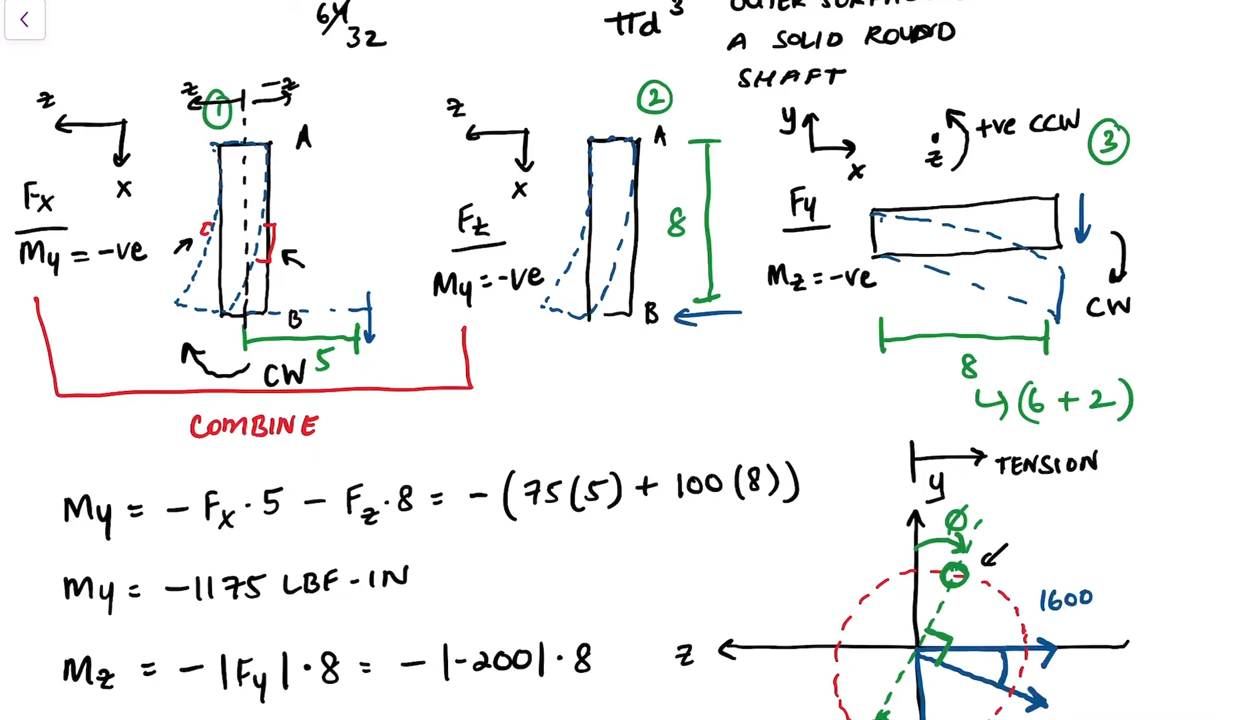 64
32
πd³
A SOLID ROUND
SHAFT
z -z
①
z
x
A
Fx
My = -ve
B
5
CW
COMBINE
②
z
x
A
Fz
My = -ve
8
B
y
x
z
+ve CCW
③
Fy
Mz = -ve
CW
8
↳ (6 + 2)
My = - Fx · 5 - Fz · 8 = - (75(5) + 100(8))
My = -1175 LBF-IN
Mz = - |Fy| · 8 = - |-200| · 8
TENSION
y
Ø
1600
z